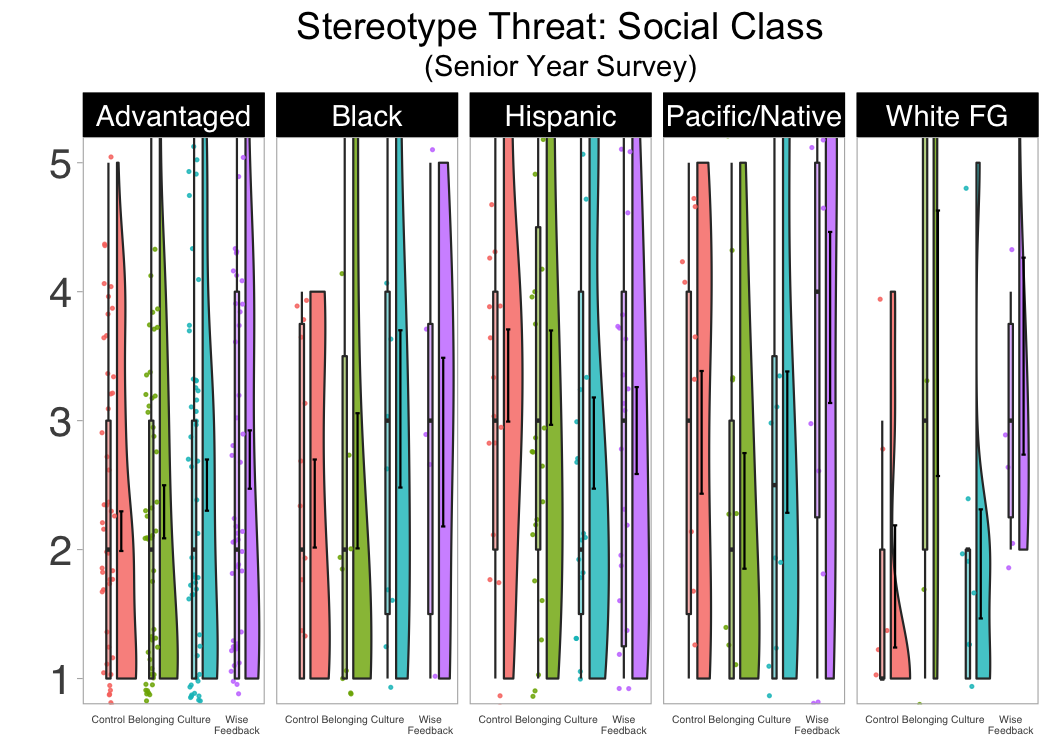 Stereotype Threat: Social Class
(Senior Year Survey)
Advantaged Black Hispanic Pacific/Native White FG
5
4
3
2
1
Control Belonging Culture Wise Feedback Control Belonging Culture Wise Feedback Control Belonging Culture Wise Feedback Control Belonging Culture Wise Feedback Control Belonging Culture Wise Feedback